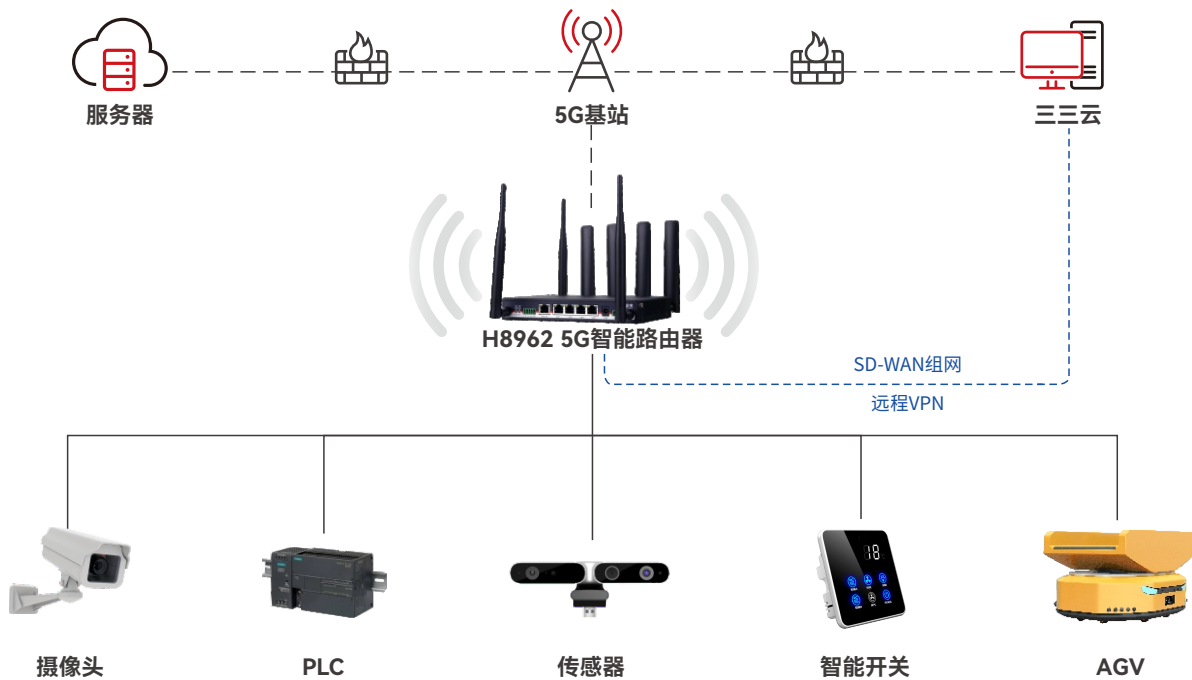 服务器
5G基站
三三云
H8962 5G智能路由器
SD-WAN组网
远程VPN
18
摄像头
PLC
传感器
智能开关
AGV